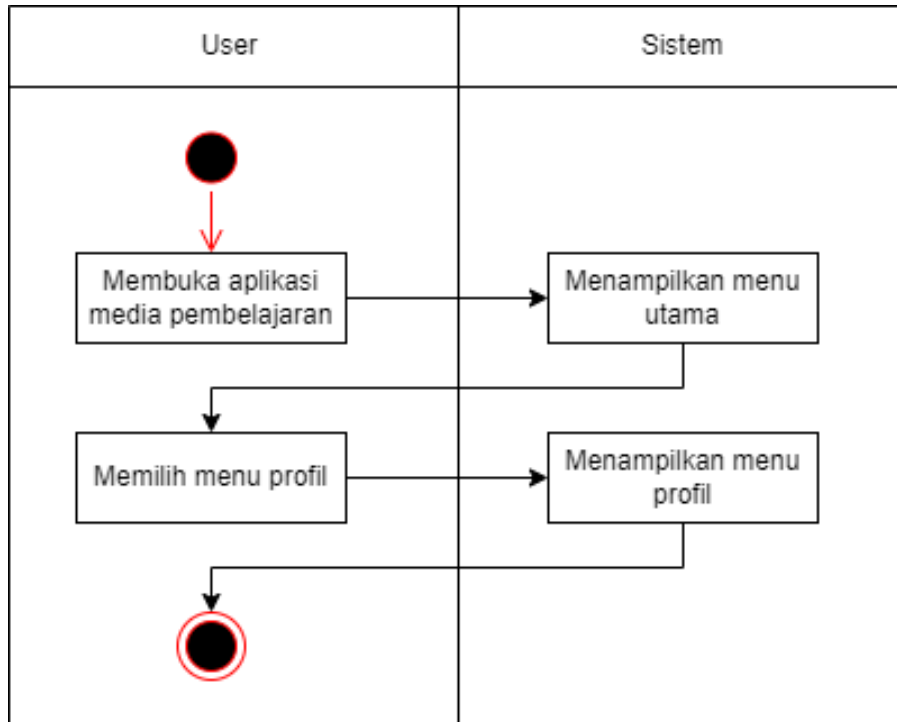 User
Sistem
Membuka aplikasi
media pembelajaran
Menampilkan menu
utama
Memilih menu profil
Menampilkan menu
profil